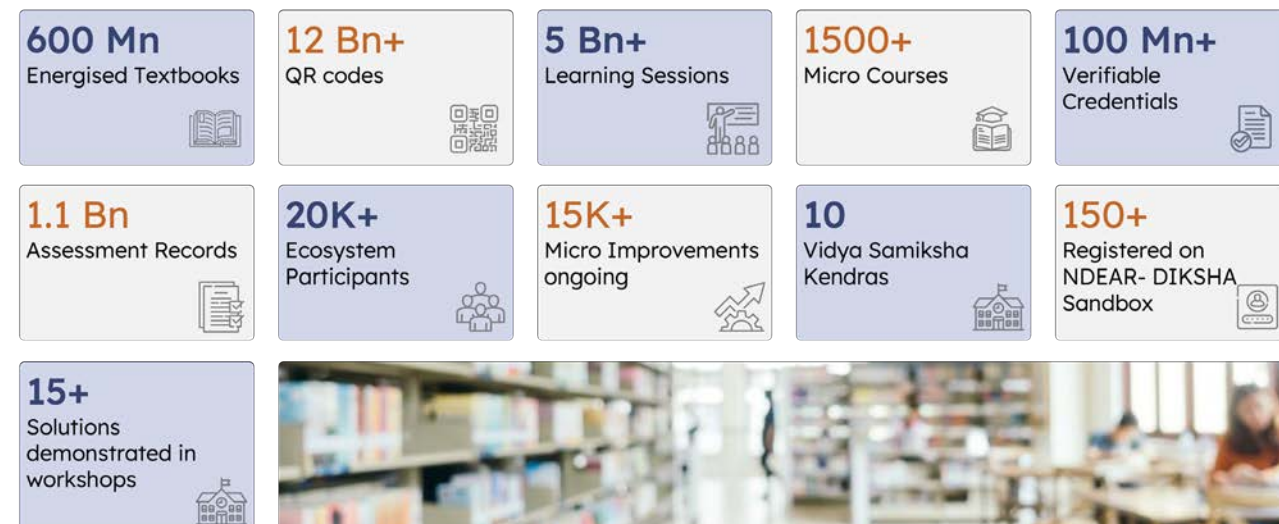 600 Mn
Energised Textbooks
12 Bn+
QR codes
5 Bn+
Learning Sessions
1500+
Micro Courses
100 Mn+
Verifiable
Credentials
1.1 Bn
Assessment Records
20K+
Ecosystem
Participants
15K+
Micro Improvements
ongoing
10
Vidya Samiksha
Kendras
150+
Registered on
NDEAR- DIKSHA
Sandbox
15+
Solutions
demonstrated in
workshops